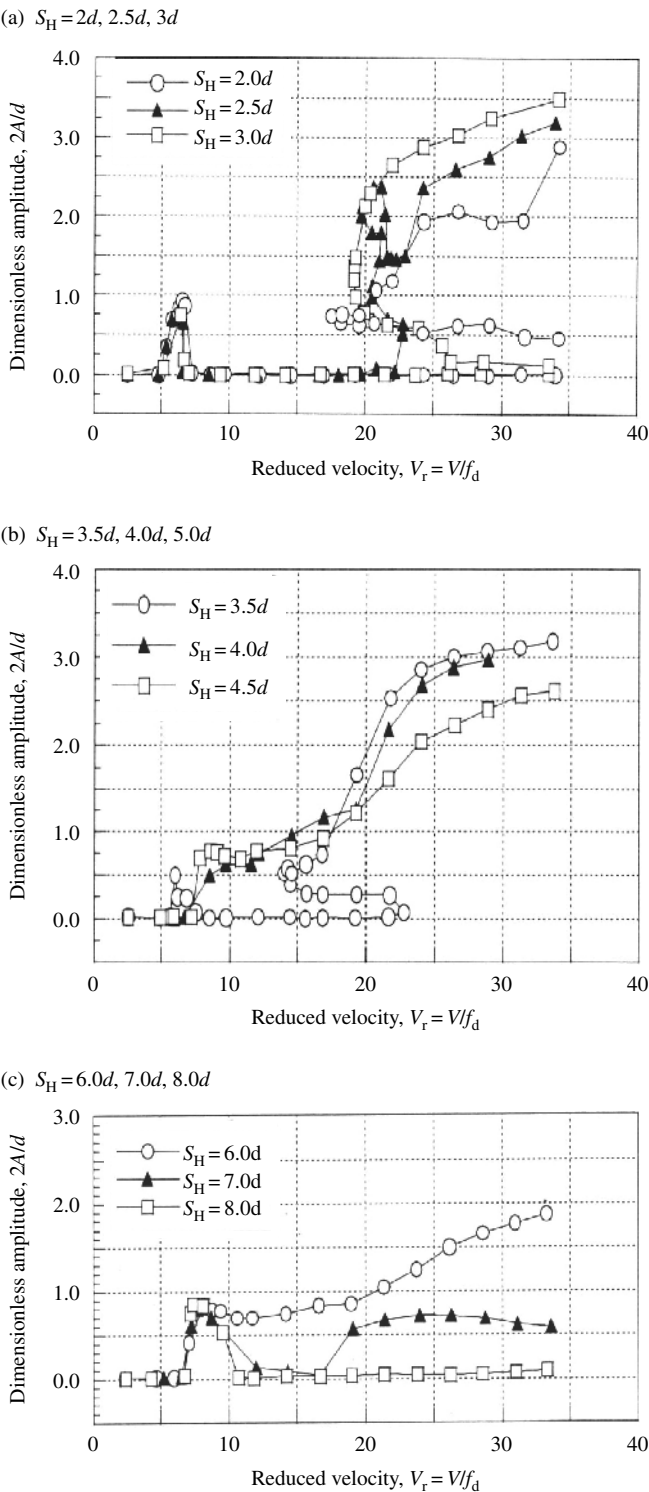 (a) S_H = 2d, 2.5d, 3d
4.0
3.0
2.0
1.0
0.0
Dimensionless amplitude, 2A/d
S_H = 2.0d
S_H = 2.5d
S_H = 3.0d
0 10 20 30 40
Reduced velocity, V_r = V/f_d
(b) S_H = 3.5d, 4.0d, 5.0d
4.0
3.0
2.0
1.0
0.0
Dimensionless amplitude, 2A/d
S_H = 3.5d
S_H = 4.0d
S_H = 4.5d
0 10 20 30 40
Reduced velocity, V_r = V/f_d
(c) S_H = 6.0d, 7.0d, 8.0d
3.0
2.0
1.0
0.0
Dimensionless amplitude, 2A/d
S_H = 6.0d
S_H = 7.0d
S_H = 8.0d
0 10 20 30 40
Reduced velocity, V_r = V/f_d